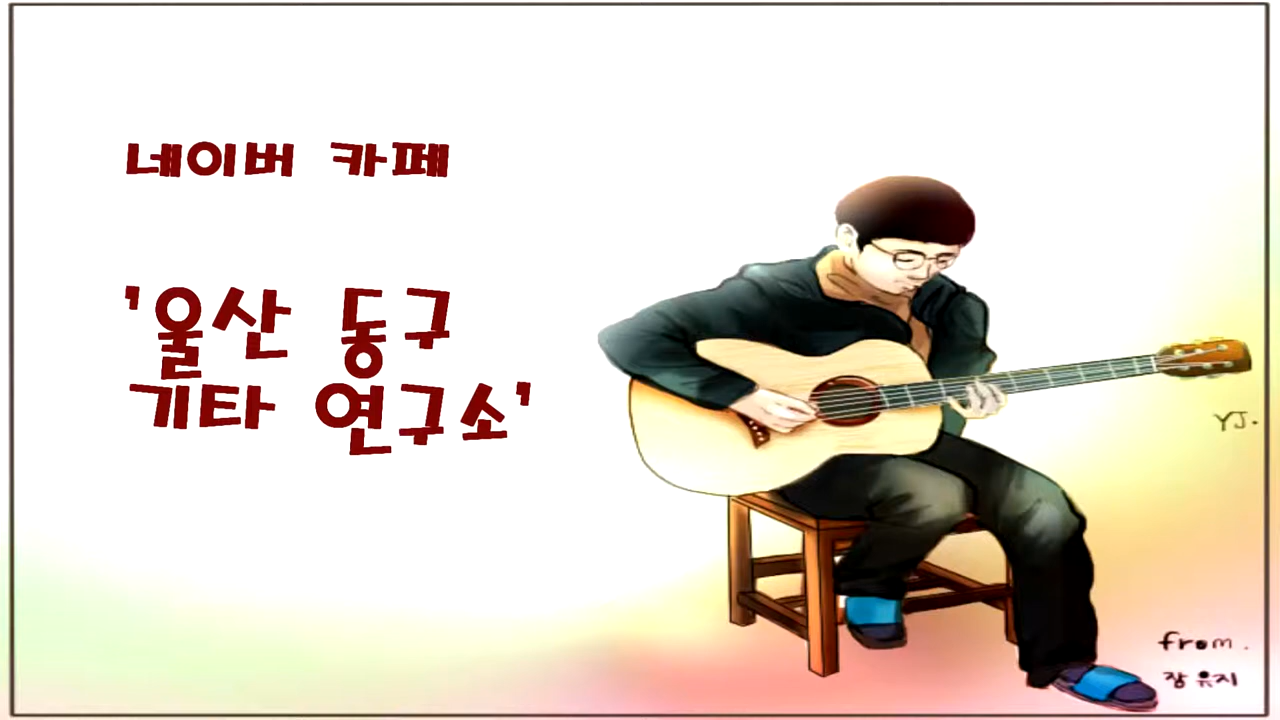 네이버 카페
'울산 동구
기타 연구소'
YJ.
from.
장유지